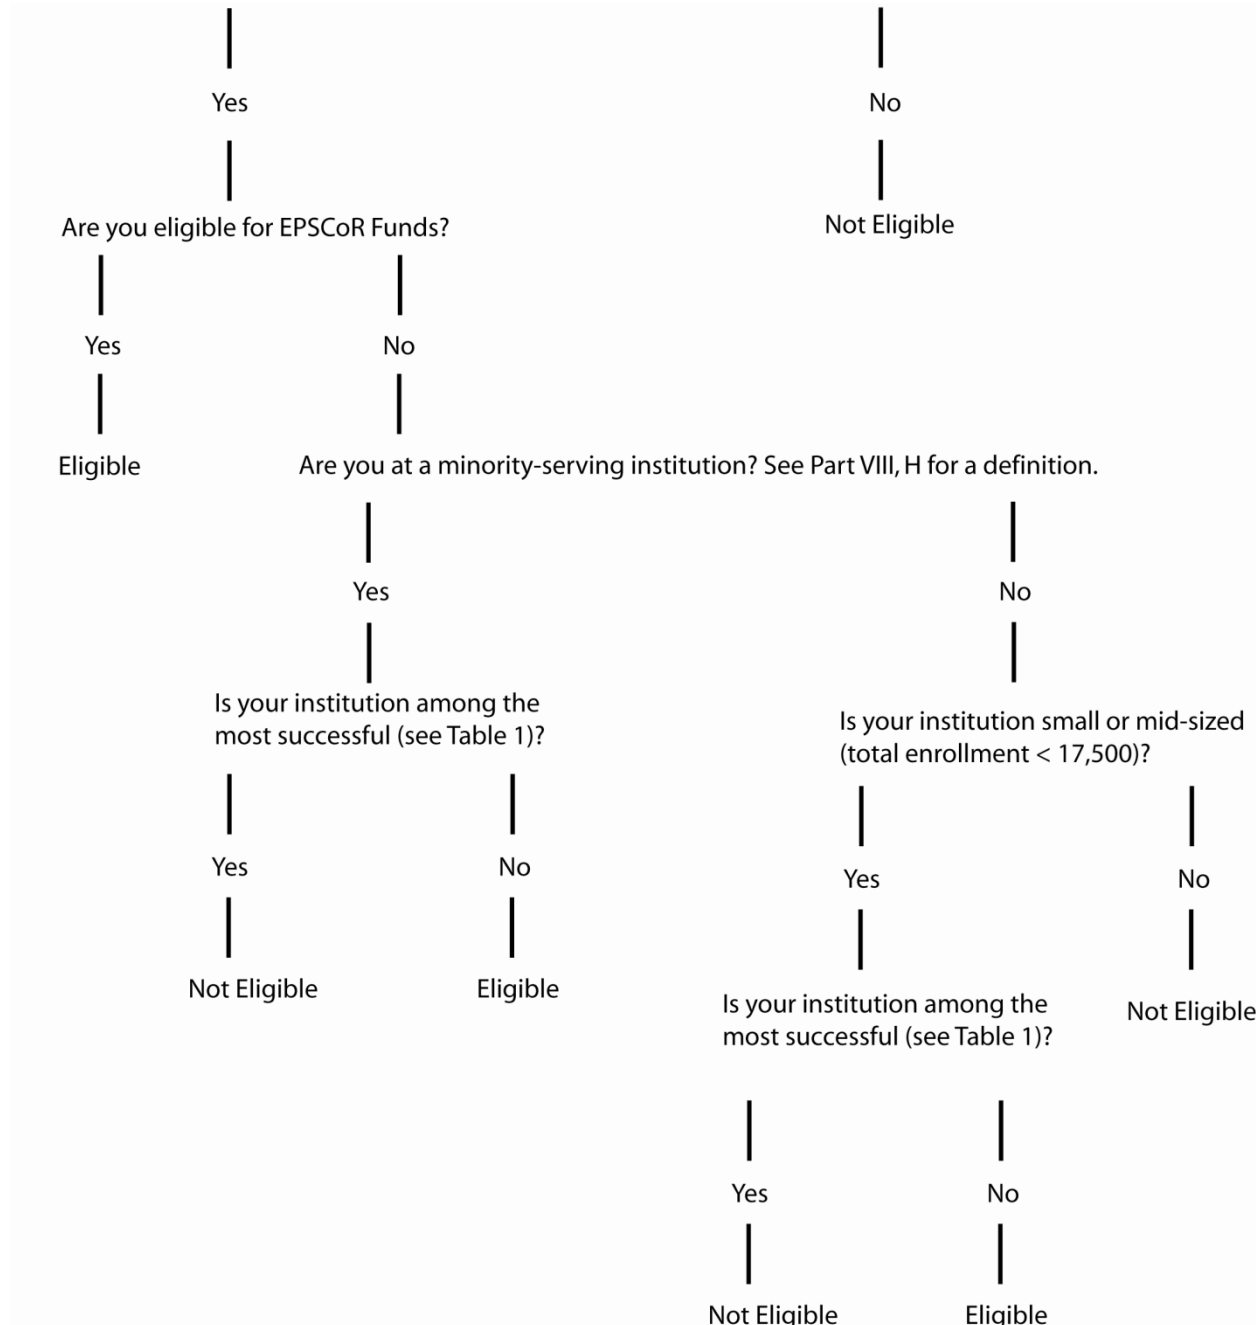 Yes
No
Are you eligible for EPSCoR Funds?
Not Eligible
Yes
No
Eligible
Are you at a minority-serving institution? See Part VIII, H for a definition.
Yes
No
Is your institution among the
most successful (see Table 1)?
Is your institution small or mid-sized
(total enrollment < 17,500)?
Yes
No
Yes
No
Not Eligible
Eligible
Is your institution among the
most successful (see Table 1)?
Not Eligible
Yes
No
Not Eligible
Eligible